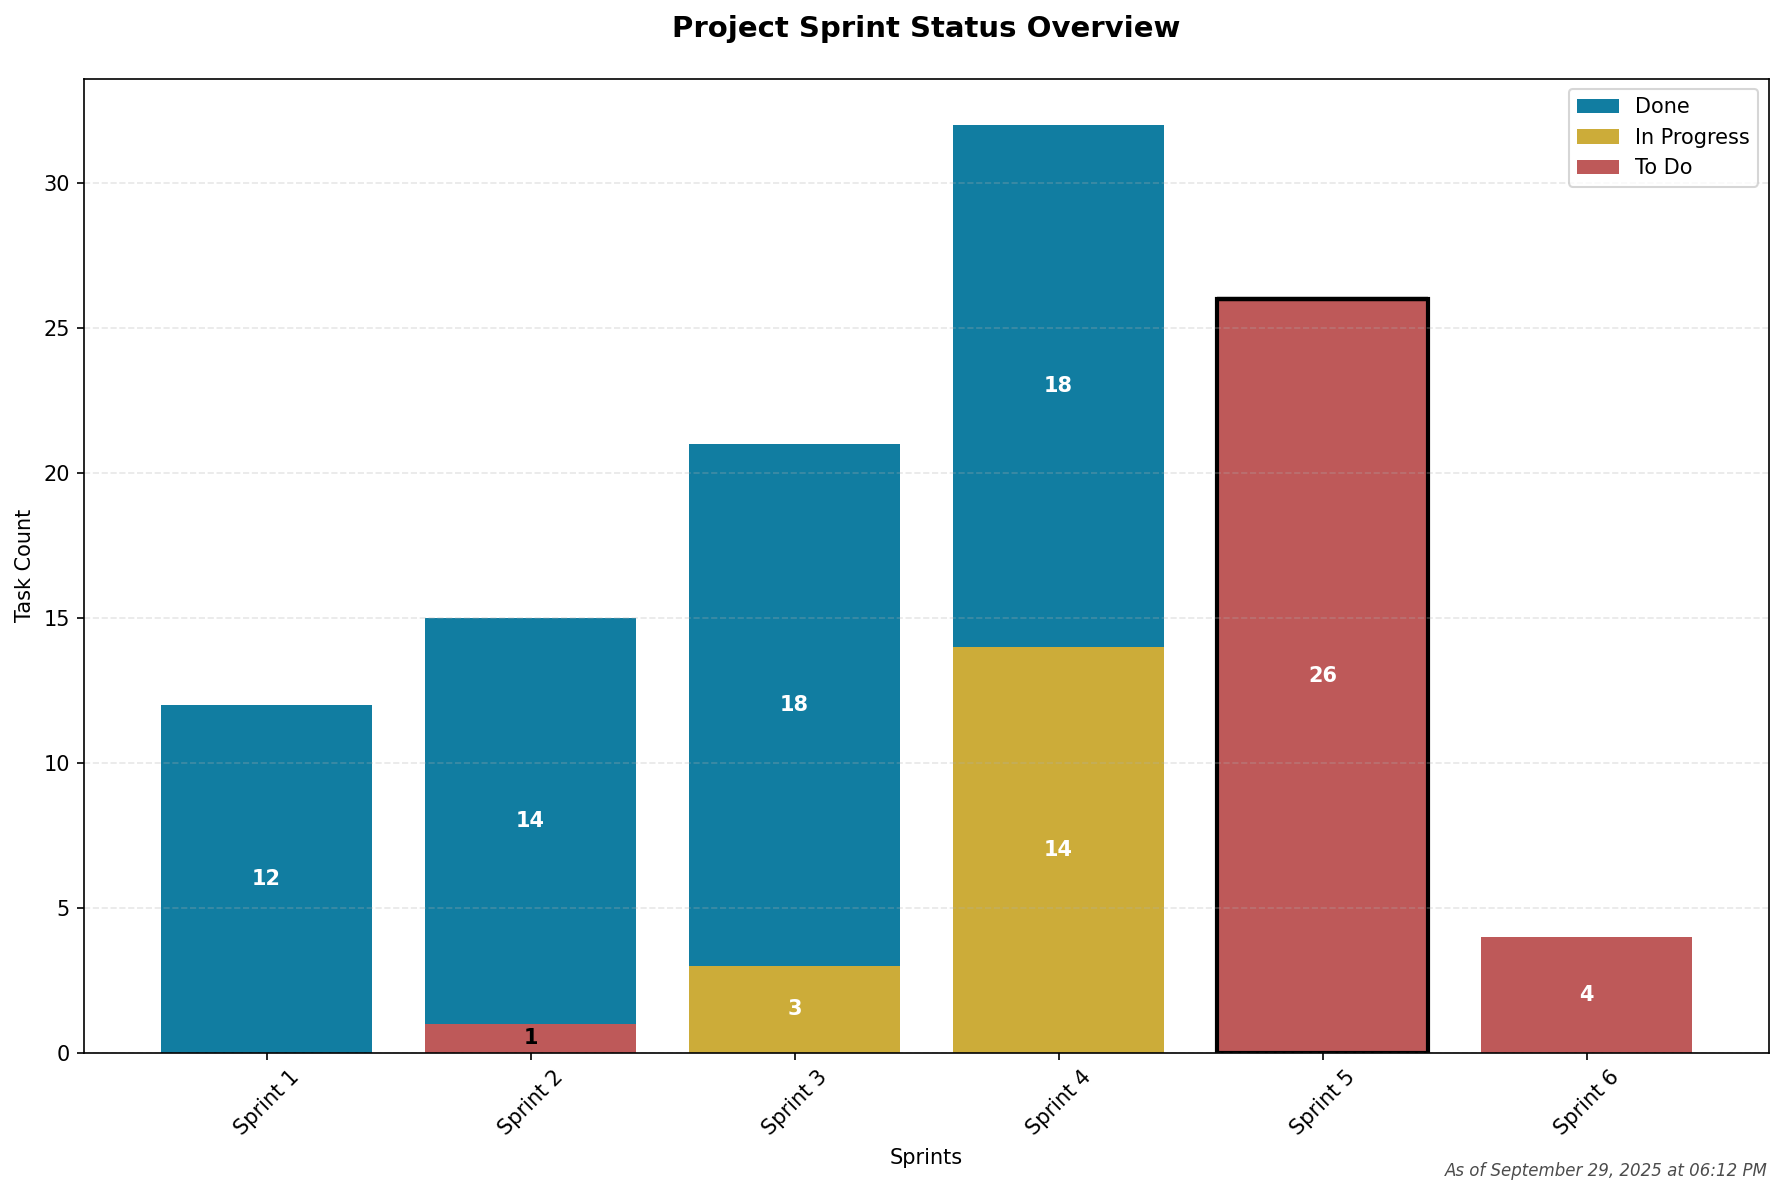 Project Sprint Status Overview
Done
In Progress
To Do
Task Count
30
25
20
15
10
5
0
12
14
1
18
3
18
14
26
4
Sprint 1
Sprint 2
Sprint 3
Sprint 4
Sprint 5
Sprint 6
Sprints
As of September 29, 2025 at 06:12 PM